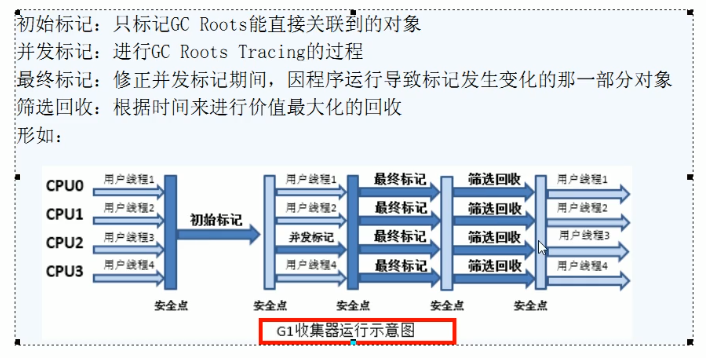 初始标记：只标记GC Roots能直接关联到的对象
并发标记：进行GC Roots Tracing的过程
最终标记：修正并发标记期间，因程序运行导致标记发生变化的那一部分对象
筛选回收：根据时间来进行价值最大化的回收
形如：
CPU0 用户线程1 用户线程1 最终标记 筛选回收 用户线程1
CPU1 用户线程2 初始标记 用户线程2 最终标记 筛选回收 用户线程2
CPU2 用户线程3 并发标记 最终标记 筛选回收 用户线程3
CPU3 用户线程4 用户线程4 最终标记 筛选回收 用户线程4
安全点 安全点 安全点 安全点 安全点
G1收集器运行示意图